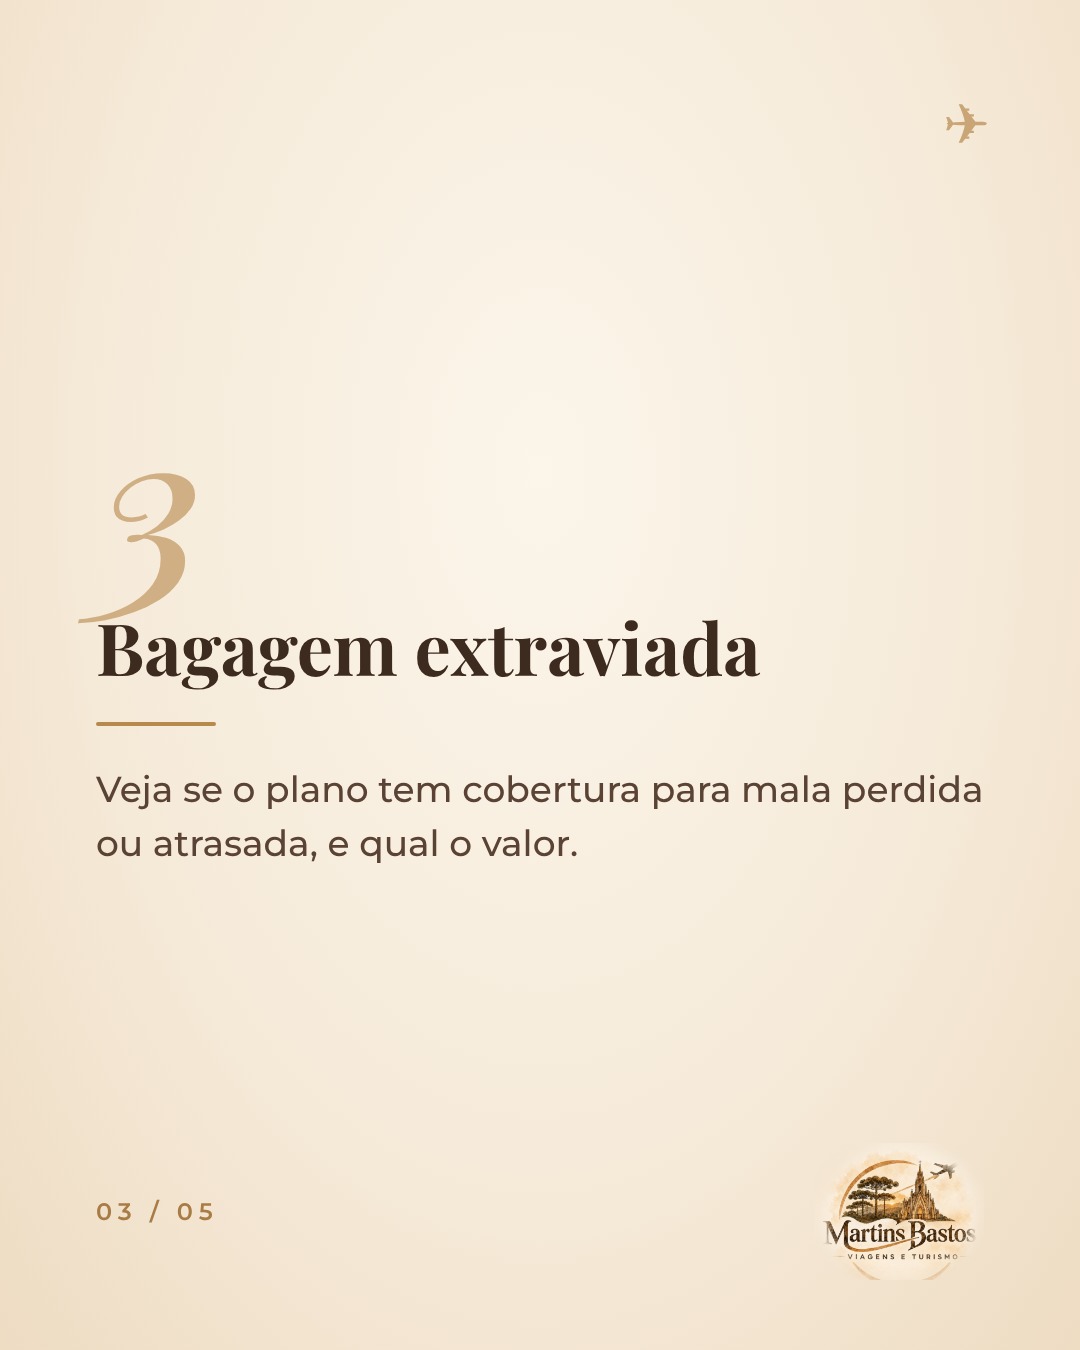 3
Bagagem extraviada
Veja se o plano tem cobertura para mala perdida
ou atrasada, e qual o valor.
03 / 05
Martins Bastos
VIAGENS E TURISMO